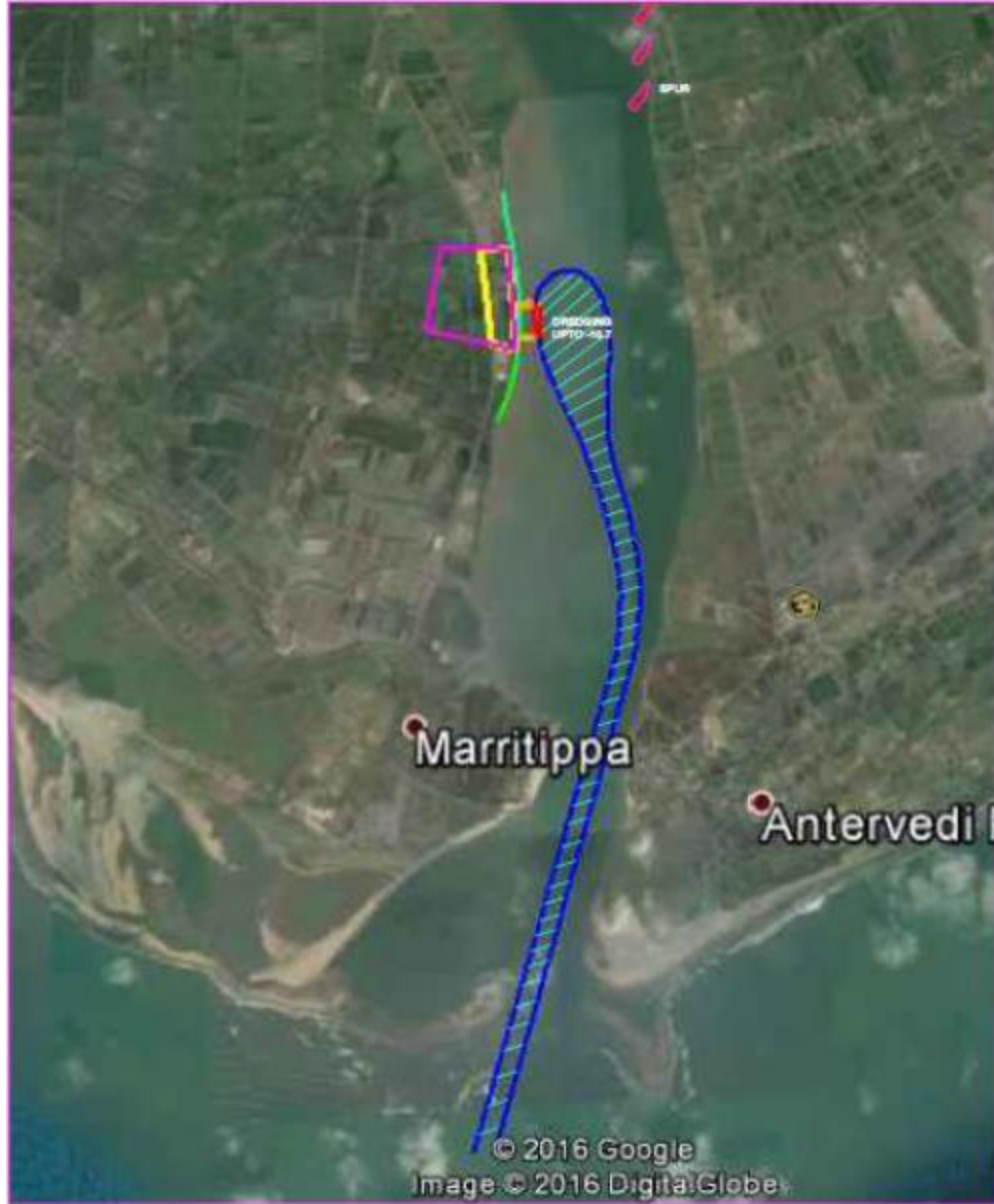 SPUR
DREDGING
UPTO -10.7
Marritippa
Antervedi
© 2016 Google
Image © 2016 DigitalGlobe